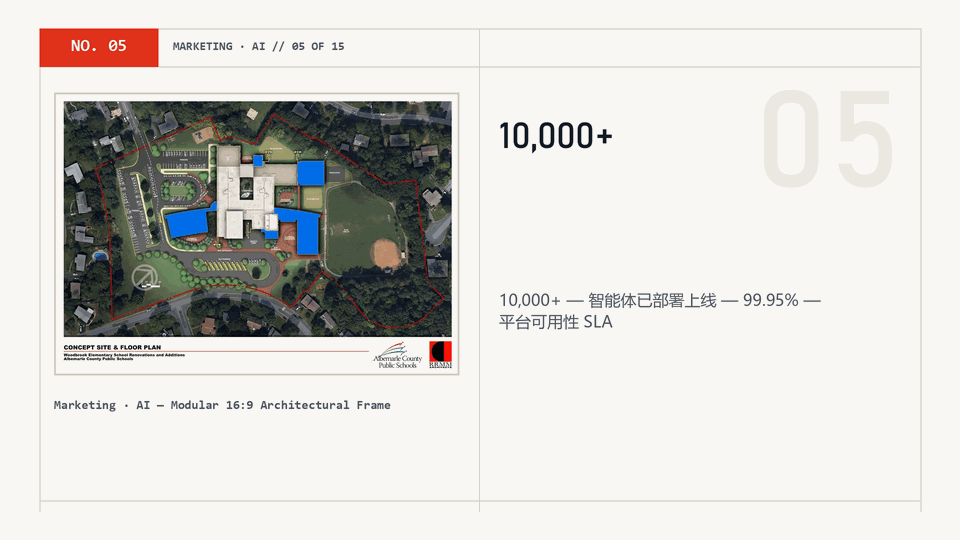 NO. 05
MARKETING · AI // 05 OF 15
CONCEPT SITE & FLOOR PLAN
Woodbrook Elementary School Renovations and Additions
Albemarle County Public Schools
Albemarle County
Public Schools
RRMM
Marketing · AI — Modular 16:9 Architectural Frame
05
10,000+
10,000+ — 智能体已部署上线 — 99.95% —
平台可用性 SLA